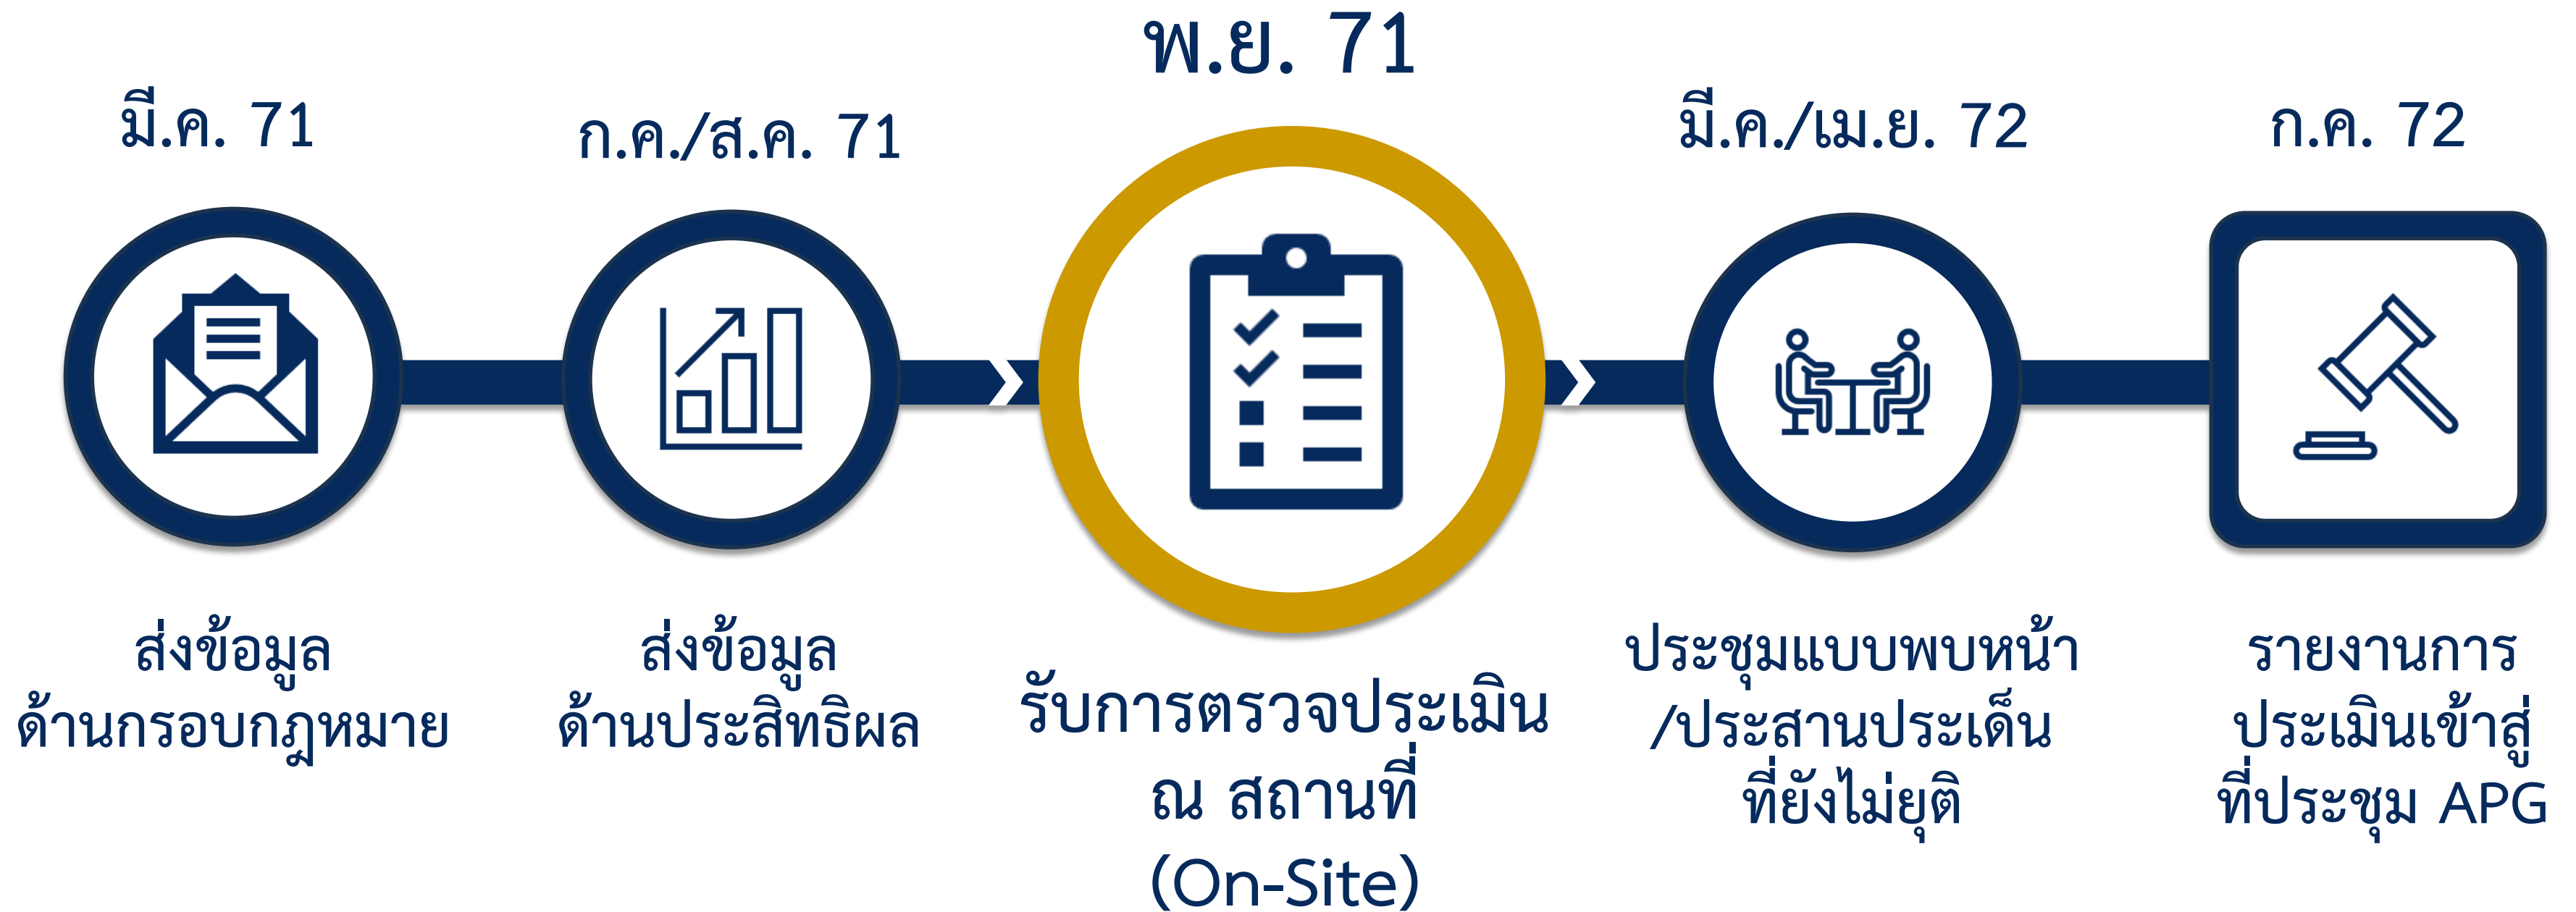 มี.ค. 71
ส่งข้อมูล
ด้านกรอบกฎหมาย
ก.ค./ส.ค. 71
ส่งข้อมูล
ด้านประสิทธิผล
พ.ย. 71
รับการตรวจประเมิน
ณ สถานที่
(On-Site)
มี.ค./เม.ย. 72
ประชุมแบบพบหน้า
/ประสานประเด็น
ที่ยังไม่ยุติ
ก.ค. 72
รายงานการ
ประเมินเข้าสู่
ที่ประชุม APG